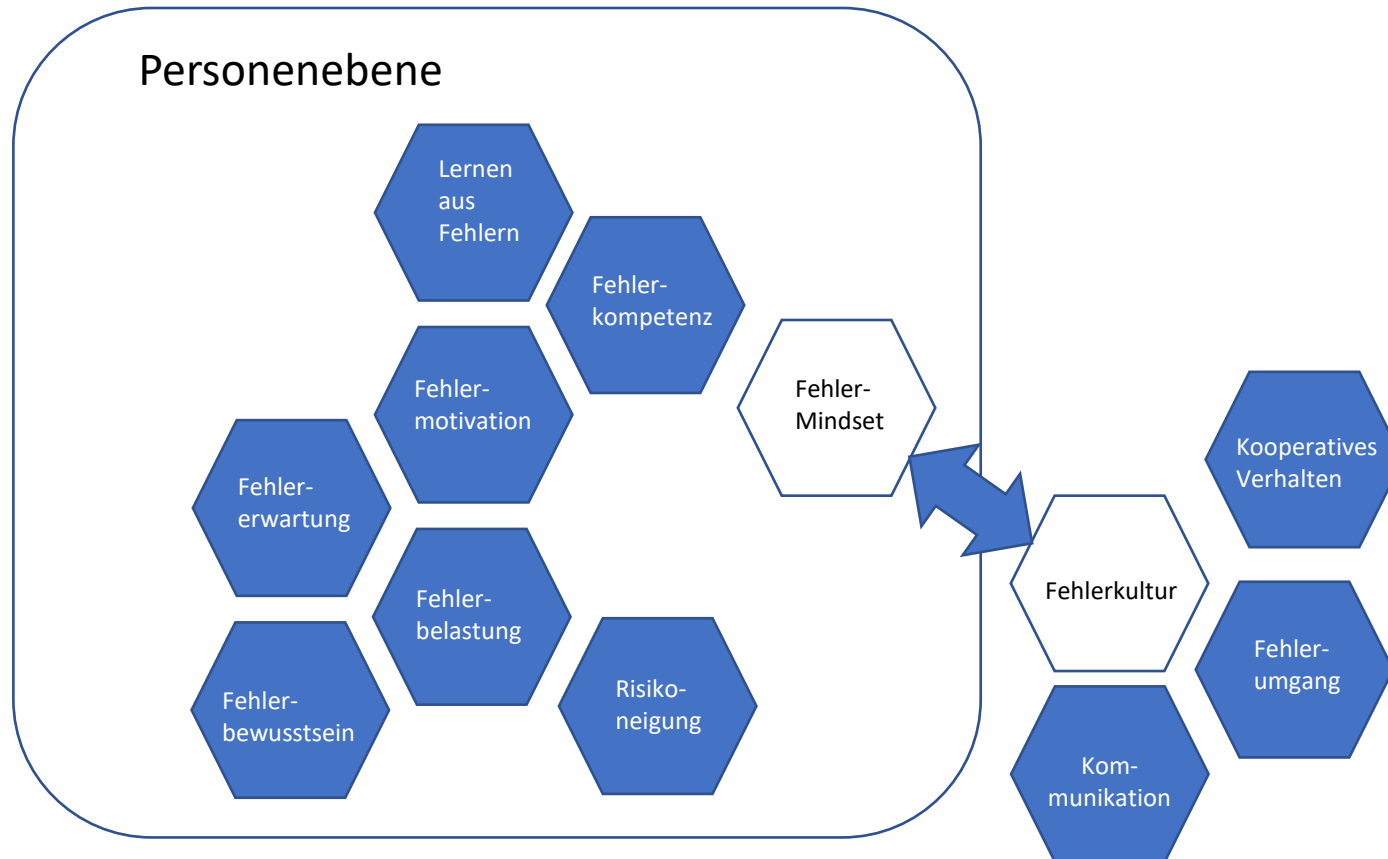 Personenebene
Lernen
aus
Fehlern
Fehler-
kompetenz
Fehler-
motivation
Fehler-
Mindset
Fehler-
erwartung
Fehler-
belastung
Fehler-
bewusstsein
Risiko-
neigung
Kooperatives
Verhalten
Fehlerkultur
Fehler-
umgang
Kom-
munikation